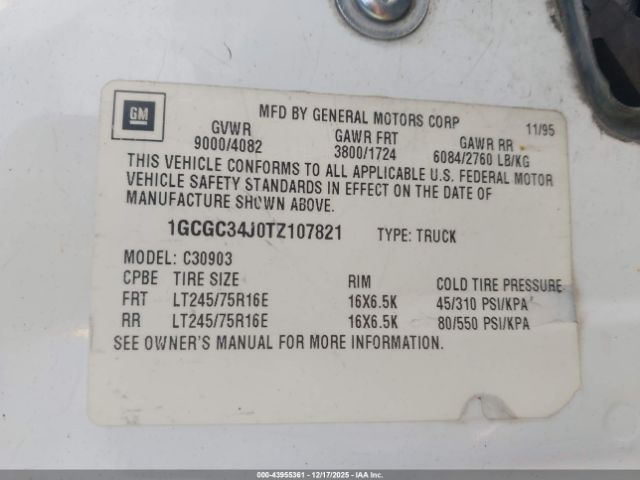 GM
MFD BY GENERAL MOTORS CORP 11/95
GVWR GAWR FRT GAWR RR
9000/4082 3800/1724 6084/2760 LB/KG
THIS VEHICLE CONFORMS TO ALL APPLICABLE U.S. FEDERAL MOTOR
VEHICLE SAFETY STANDARDS IN EFFECT ON THE DATE OF
MANUFACTURE SHOWN ABOVE.
1GCGC34J0TZ107821 TYPE: TRUCK
MODEL: C30903
CPBE TIRE SIZE RIM COLD TIRE PRESSURE
FRT LT245/75R16E 16X6.5K 45/310 PSI/KPA
RR LT245/75R16E 16X6.5K 80/550 PSI/KPA
SEE OWNER'S MANUAL FOR MORE INFORMATION.
000-43955361 - 12/17/2025 - IAAI.COM